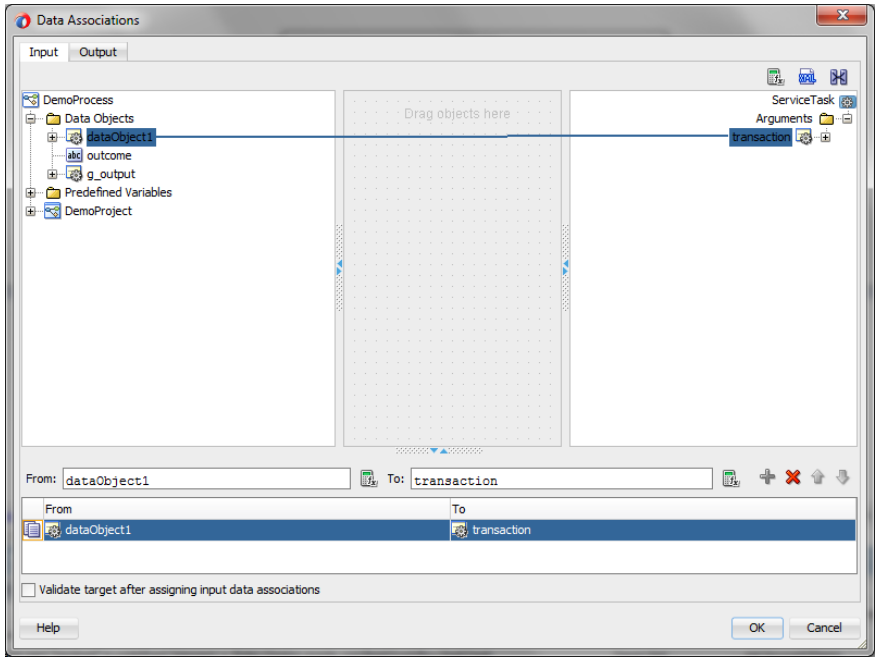 Data Associations
Input Output
DemoProcess
Data Objects
dataObject1
abc outcome
g_output
Predefined Variables
DemoProject
Drag objects here
ServiceTask
Arguments
transaction
From: dataObject1 To: transaction
From To
dataObject1 transaction
Validate target after assigning input data associations
Help OK Cancel